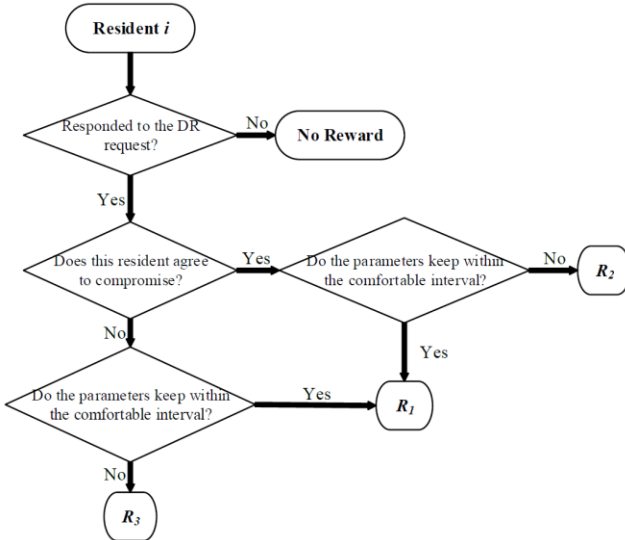 Resident i
Responded to the DR
request?
No
No Reward
Yes
Does this resident agree
to compromise?
Yes
Do the parameters keep within
the comfortable interval?
No
R2
No
Yes
Do the parameters keep within
the comfortable interval?
Yes
R1
No
R3